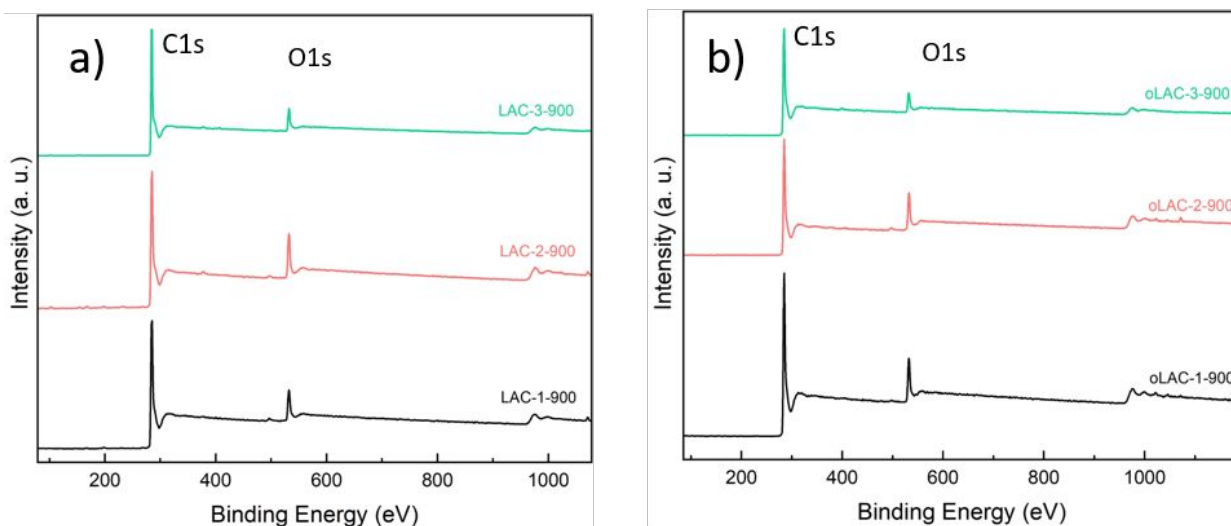 a)
C1s
O1s
LAC-3-900
LAC-2-900
LAC-1-900
Intensity (a. u.)
200 400 600 800 1000
Binding Energy (eV)
b)
C1s
O1s
oLAC-3-900
oLAC-2-900
oLAC-1-900
Intensity (a. u.)
200 400 600 800 1000
Binding Energy (eV)